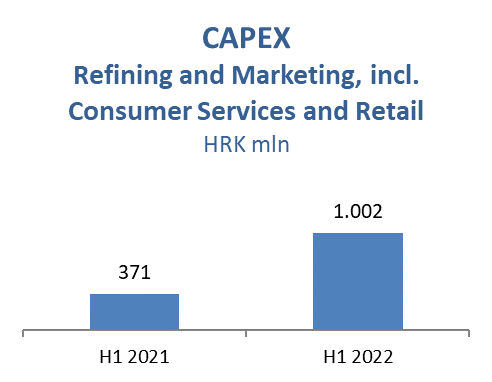 CAPEX
Refining and Marketing, incl.
Consumer Services and Retail
HRK mln
1.002
371
H1 2021
H1 2022